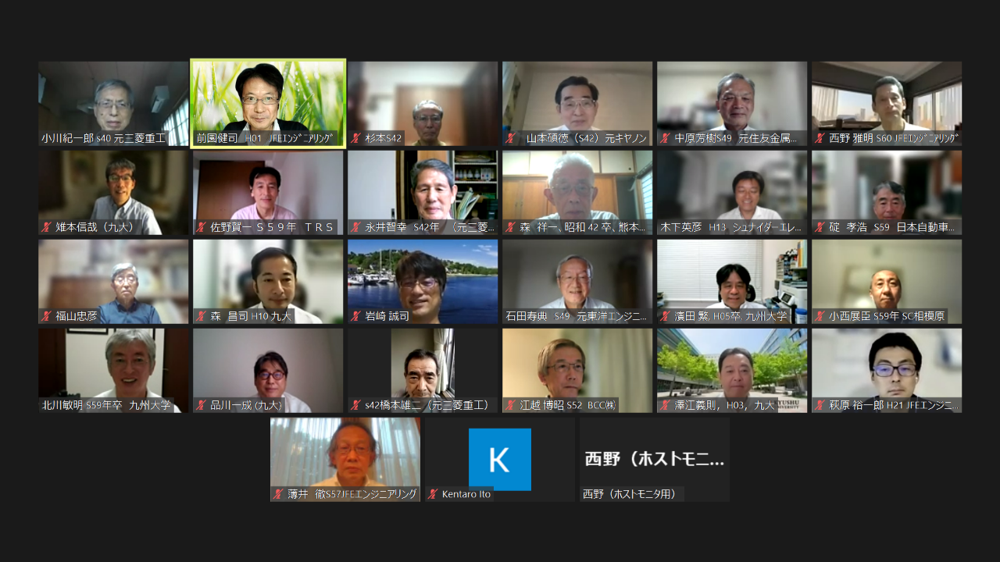 小川紀一郎 s40 元三菱重工
前園健司 H01 JFEｴﾝｼﾞﾆｱﾘﾝｸﾞ
杉本S42
山本碩徳（S42）元キヤノン
中原芳樹S49 元住友金属...
西野 雅明 S60 JFEｴﾝｼﾞﾆｱﾘﾝｸﾞ
雉本信哉（九大）
佐野賀一 Ｓ５９年 ＴＲＳ
永井智幸 S42年 （元三菱...
森 祥一、昭和 42 卒、熊本...
木下英彦 H13 シュナイダーエレ...
碇 孝浩 S59 日本自動車...
福山忠彦
森 昌司 H10 九大
岩崎 誠司
石田寿典 S49 元東洋エンジニ...
濱田 繁, H05卒, 九州大学
小西展臣 S59年 SC相模原
北川敏明 S59年卒 九州大学
品川一成 (九大)
s42橋本雄二（元三菱重工）
江越 博昭 S52 BCC㈱
澤江義則，H03，九大
萩原 裕一郎 H21 JFEエンジニ...
薄井 徹S57JFEエンジニアリング
K
Kentaro Ito
西野（ホストモニ...
西野（ホストモニタ用）